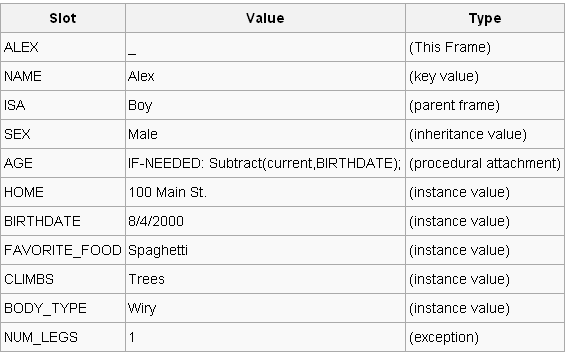 Slot Value Type
ALEX _ (This Frame)
NAME Alex (key value)
ISA Boy (parent frame)
SEX Male (inheritance value)
AGE IF-NEEDED: Subtract(current,BIRTHDATE); (procedural attachment)
HOME 100 Main St. (instance value)
BIRTHDATE 8/4/2000 (instance value)
FAVORITE_FOOD Spaghetti (instance value)
CLIMBS Trees (instance value)
BODY_TYPE Wiry (instance value)
NUM_LEGS 1 (exception)